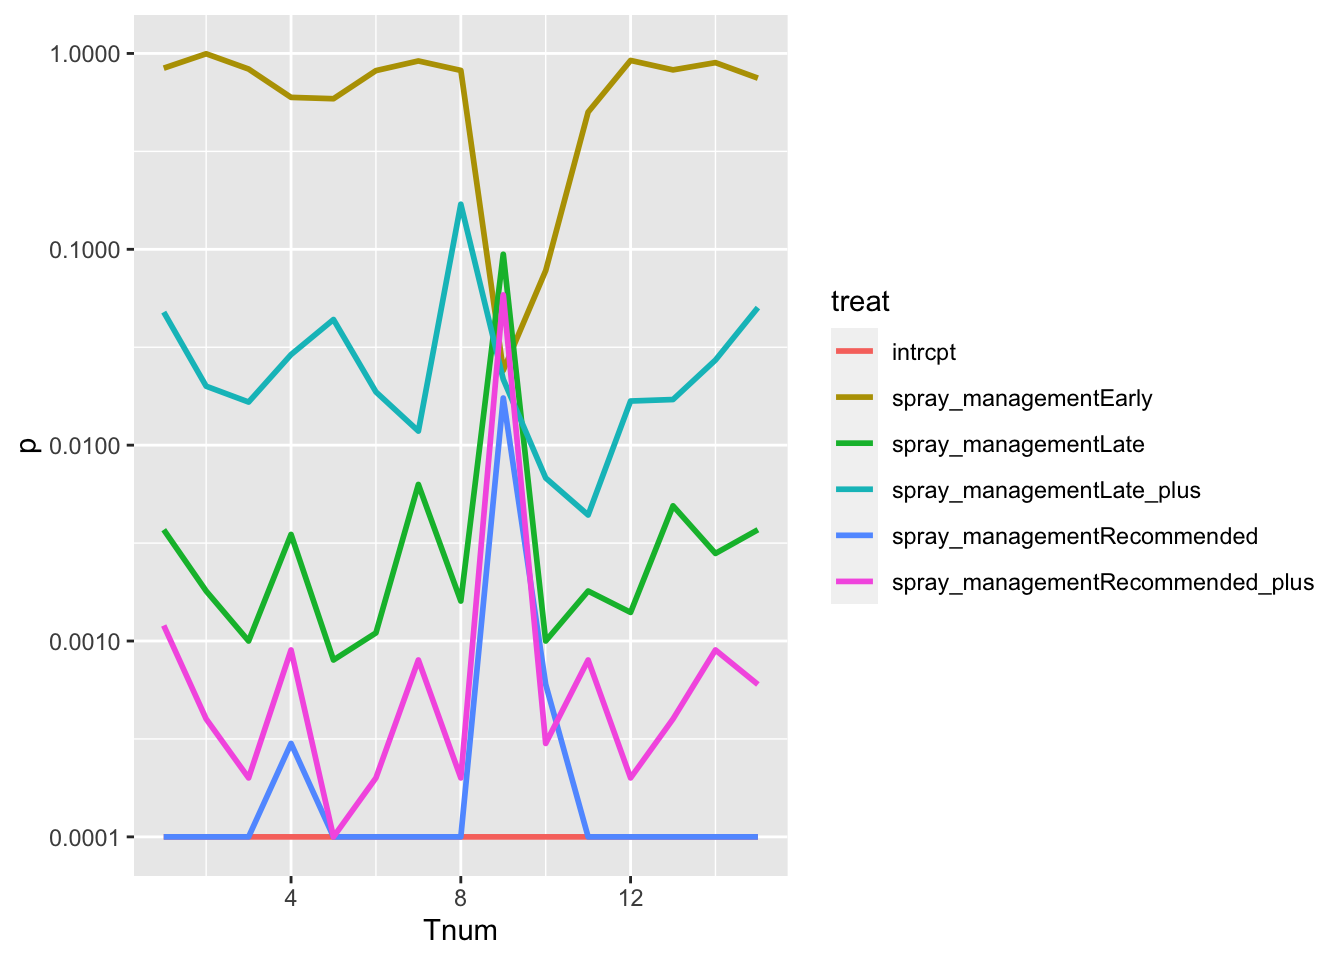 1.0000
0.1000
0.0100
0.0010
0.0001
p
4 8 12
Tnum
treat
intrcpt
spray_managementEarly
spray_managementLate
spray_managementLate_plus
spray_managementRecommended
spray_managementRecommended_plus